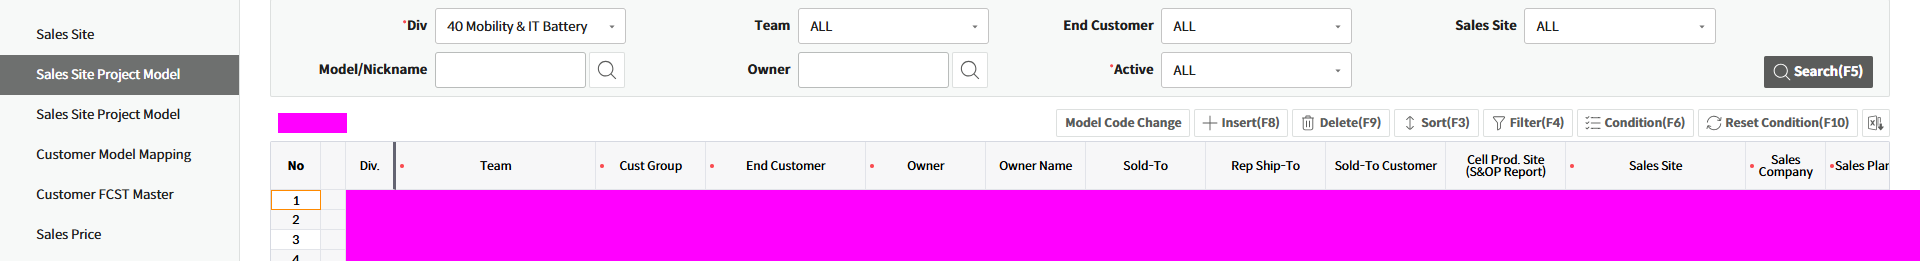 Sales Site
Sales Site Project Model
Sales Site Project Model
Customer Model Mapping
Customer FCST Master
Sales Price
*Div 40 Mobility & IT Battery Team ALL End Customer ALL Sales Site ALL
Model/Nickname Owner *Active ALL Search(F5)
Model Code Change Insert(F8) Delete(F9) Sort(F3) Filter(F4) Condition(F6) Reset Condition(F10)
No Div. Team Cust Group End Customer Owner Owner Name Sold-To Rep Ship-To Sold-To Customer Cell Prod. Site (S&OP Report) Sales Site Sales Company Sales Plan
1
2
3
4